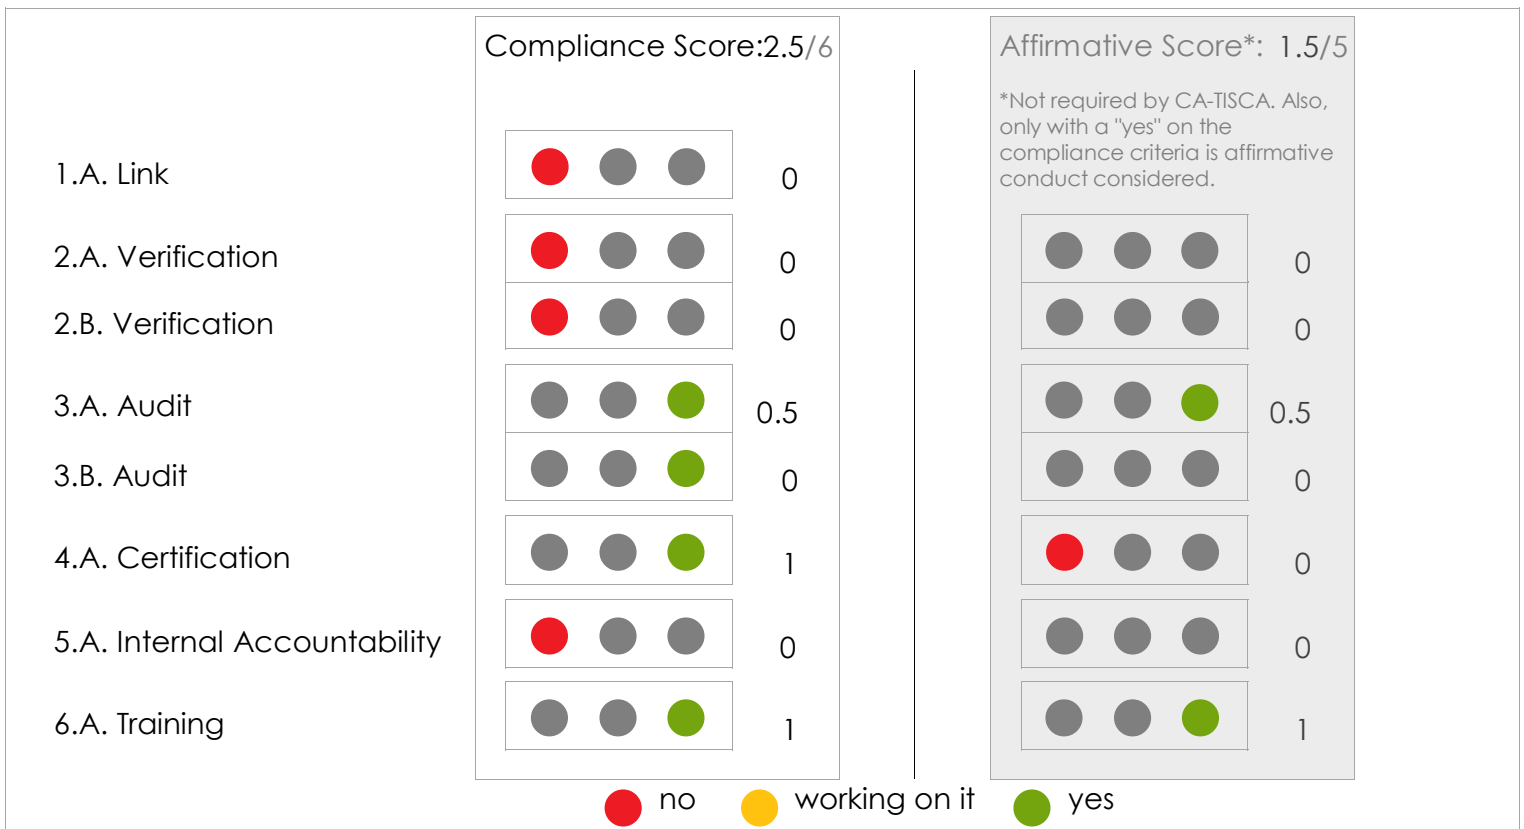 Compliance Score:2.5/6
Affirmative Score*: 1.5/5
*Not required by CA-TISCA. Also,
only with a "yes" on the
compliance criteria is affirmative
conduct considered.
1.A. Link 0
2.A. Verification 0 0
2.B. Verification 0 0
3.A. Audit 0.5 0.5
3.B. Audit 0 0
4.A. Certification 1 0
5.A. Internal Accountability 0 0
6.A. Training 1 1
no working on it yes